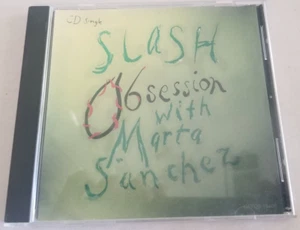 CD Single
SLASH
Obsession
with
Marta
Sánchez